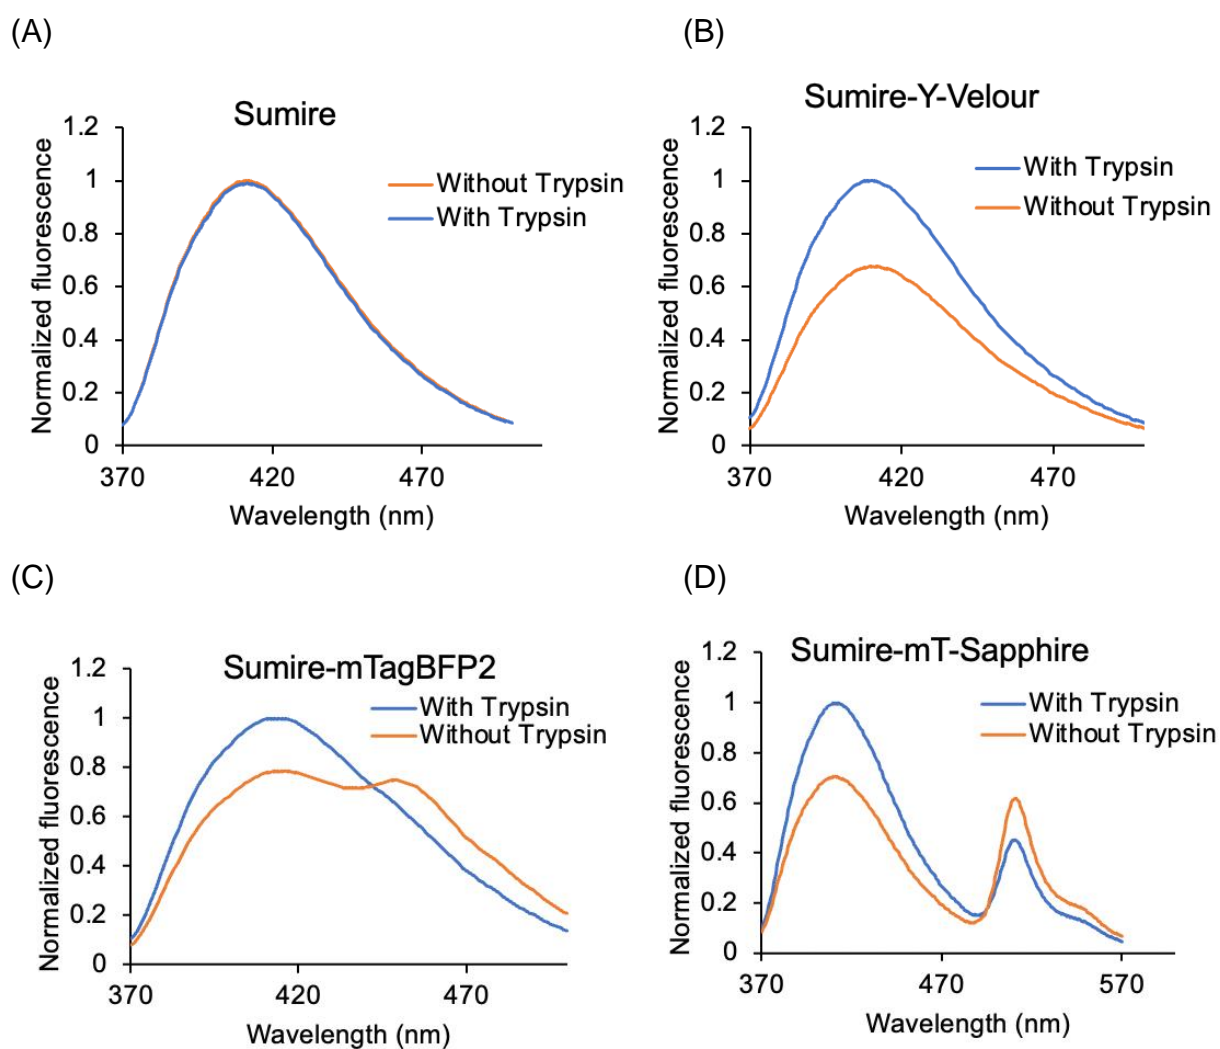 (A)
Sumire
Normalized fluorescence
1.2
1
0.8
0.6
0.4
0.2
0
370
420
470
Wavelength (nm)
Without Trypsin
With Trypsin
(B)
Sumire-Y-Velour
Normalized fluorescence
1.2
1
0.8
0.6
0.4
0.2
0
370
420
470
Wavelength (nm)
With Trypsin
Without Trypsin
(C)
Sumire-mTagBFP2
Normalized fluorescence
1.2
1
0.8
0.6
0.4
0.2
0
370
420
470
Wavelength (nm)
With Trypsin
Without Trypsin
(D)
Sumire-mT-Sapphire
Normalized fluorescence
1.2
1
0.8
0.6
0.4
0.2
0
370
470
570
Wavelength (nm)
With Trypsin
Without Trypsin